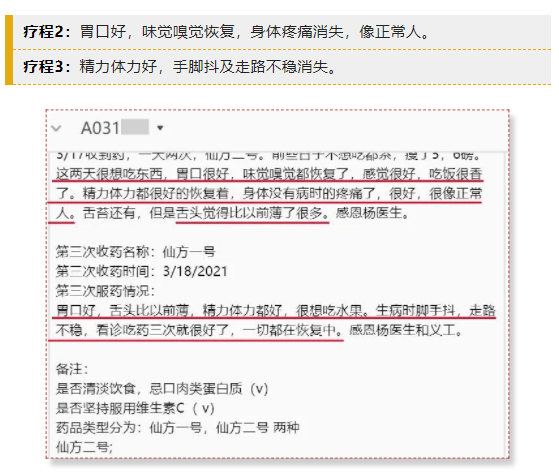 疗程2：胃口好，味觉嗅觉恢复，身体疼痛消失，像正常人。
疗程3：精力体力好，手脚抖及走路不稳消失。
A031
3/17收到药，一天两次，仙方二号。前些日子不想吃都茶，瘦了5，6磅。
这两天很想吃东西，胃口很好，味觉嗅觉都恢复了，感觉很好，吃饭很香
了。精力体力都很好的恢复着，身体没有病时的疼痛了，很好，很像正常
人。舌苔还有，但是舌头觉得比以前薄了很多。感恩杨医生。
第三次收药名称：仙方一号
第三次收药时间：3/18/2021
第三次服药情况：
胃口好，舌头比以前薄，精力体力都好，很想吃水果。生病时脚手抖，走路
不稳，看诊吃药三次就很好了，一切都在恢复中。感恩杨医生和义工。
备注：
是否清淡饮食，忌口肉类蛋白质（v）
是否坚持服用维生素C（ v）
药品类型分为：仙方一号，仙方二号 两种
仙方二号;